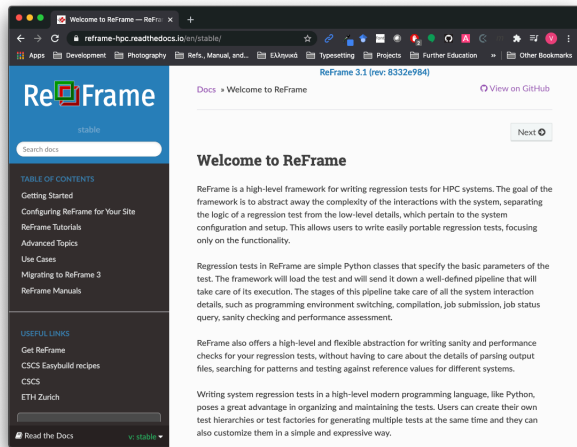 Welcome to ReFrame — ReFra
reframe-hpc.readthedocs.io/en/stable/
Apps Development Photography Refs., Manual, and... Ελληνικά Typesetting Projects Further Education » Other Bookmarks
ReFrame 3.1 (rev: 8332e984)
ReFrame
stable
Search docs
TABLE OF CONTENTS
Getting Started
Configuring ReFrame for Your Site
ReFrame Tutorials
Advanced Topics
Use Cases
Migrating to ReFrame 3
ReFrame Manuals
USEFUL LINKS
Get ReFrame
CSCS Easybuild recipes
CSCS
ETH Zurich
Read the Docs v: stable
Docs » Welcome to ReFrame View on GitHub
Next
Welcome to ReFrame
ReFrame is a high-level framework for writing regression tests for HPC systems. The goal of the
framework is to abstract away the complexity of the interactions with the system, separating
the logic of a regression test from the low-level details, which pertain to the system
configuration and setup. This allows users to write easily portable regression tests, focusing
only on the functionality.
Regression tests in ReFrame are simple Python classes that specify the basic parameters of the
test. The framework will load the test and will send it down a well-defined pipeline that will
take care of its execution. The stages of this pipeline take care of all the system interaction
details, such as programming environment switching, compilation, job submission, job status
query, sanity checking and performance assessment.
ReFrame also offers a high-level and flexible abstraction for writing sanity and performance
checks for your regression tests, without having to care about the details of parsing output
files, searching for patterns and testing against reference values for different systems.
Writing system regression tests in a high-level modern programming language, like Python,
poses a great advantage in organizing and maintaining the tests. Users can create their own
test hierarchies or test factories for generating multiple tests at the same time and they can
also customize them in a simple and expressive way.